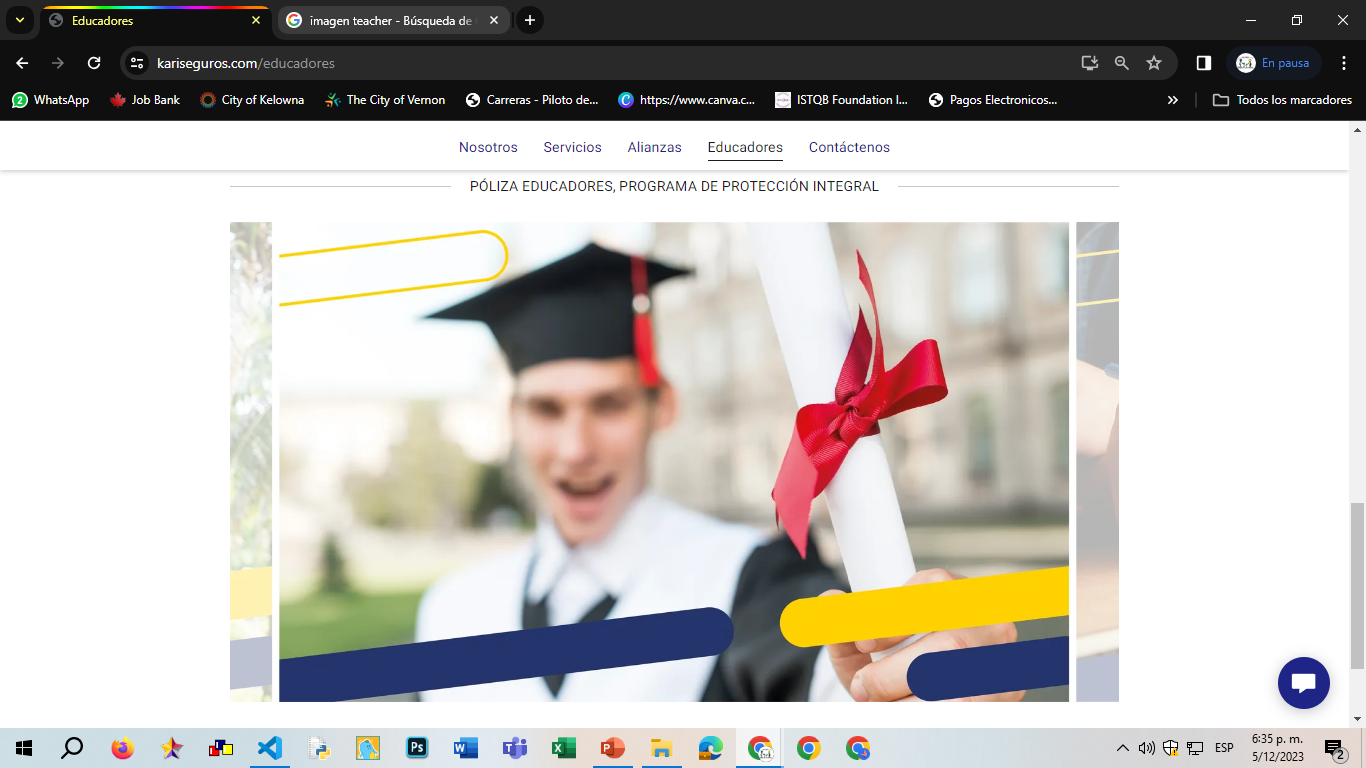 Educadores
imagen teacher - Búsqueda de
kariseguros.com/educadores
En pausa
WhatsApp
Job Bank
City of Kelowna
The City of Vernon
Carreras - Piloto de...
https://www.canva.c...
ISTQB Foundation l...
Pagos Electronicos...
Todos los marcadores
Nosotros Servicios Alianzas Educadores Contáctenos
PÓLIZA EDUCADORES, PROGRAMA DE PROTECCIÓN INTEGRAL
ESP
6:35 p. m.
5/12/2023
2